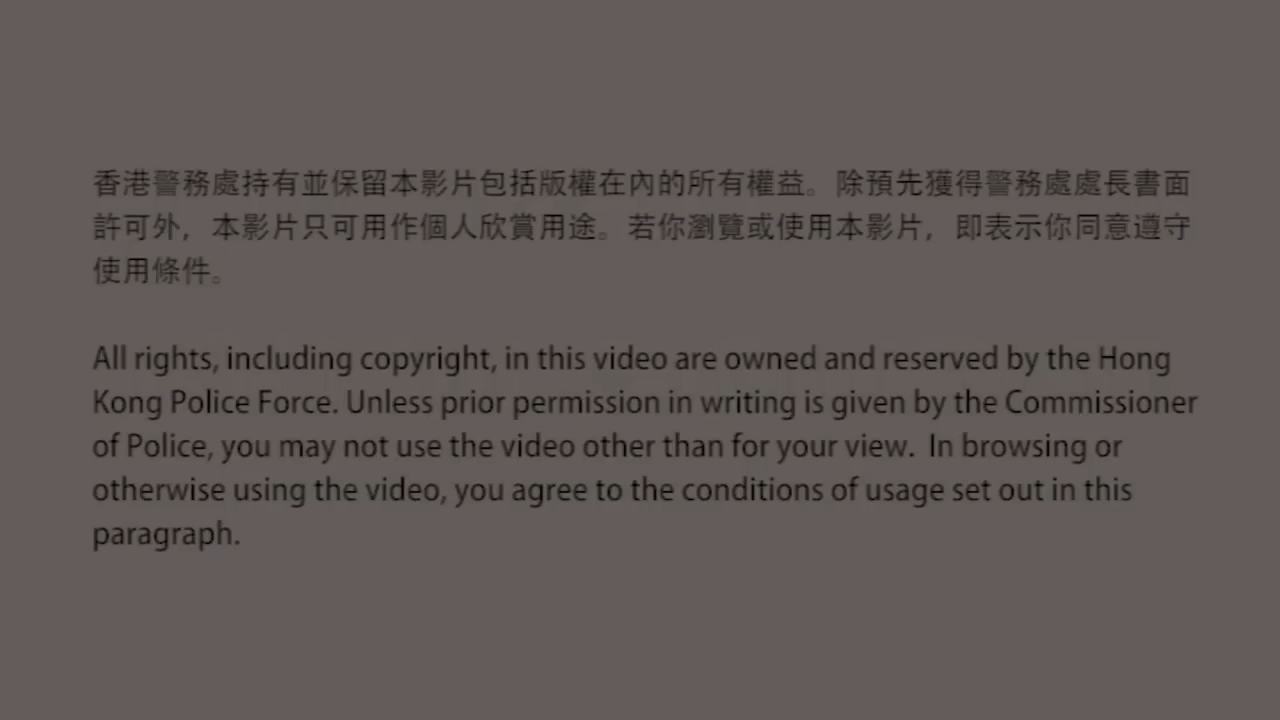 香港警務處持有並保留本影片包括版權在內的所有權益。除預先獲得警務處處長書面
許可外，本影片只可用作個人欣賞用途。若你瀏覽或使用本影片，即表示你同意遵守
使用條件。
All rights, including copyright, in this video are owned and reserved by the Hong
Kong Police Force. Unless prior permission in writing is given by the Commissioner
of Police, you may not use the video other than for your view.  In browsing or
otherwise using the video, you agree to the conditions of usage set out in this
paragraph.